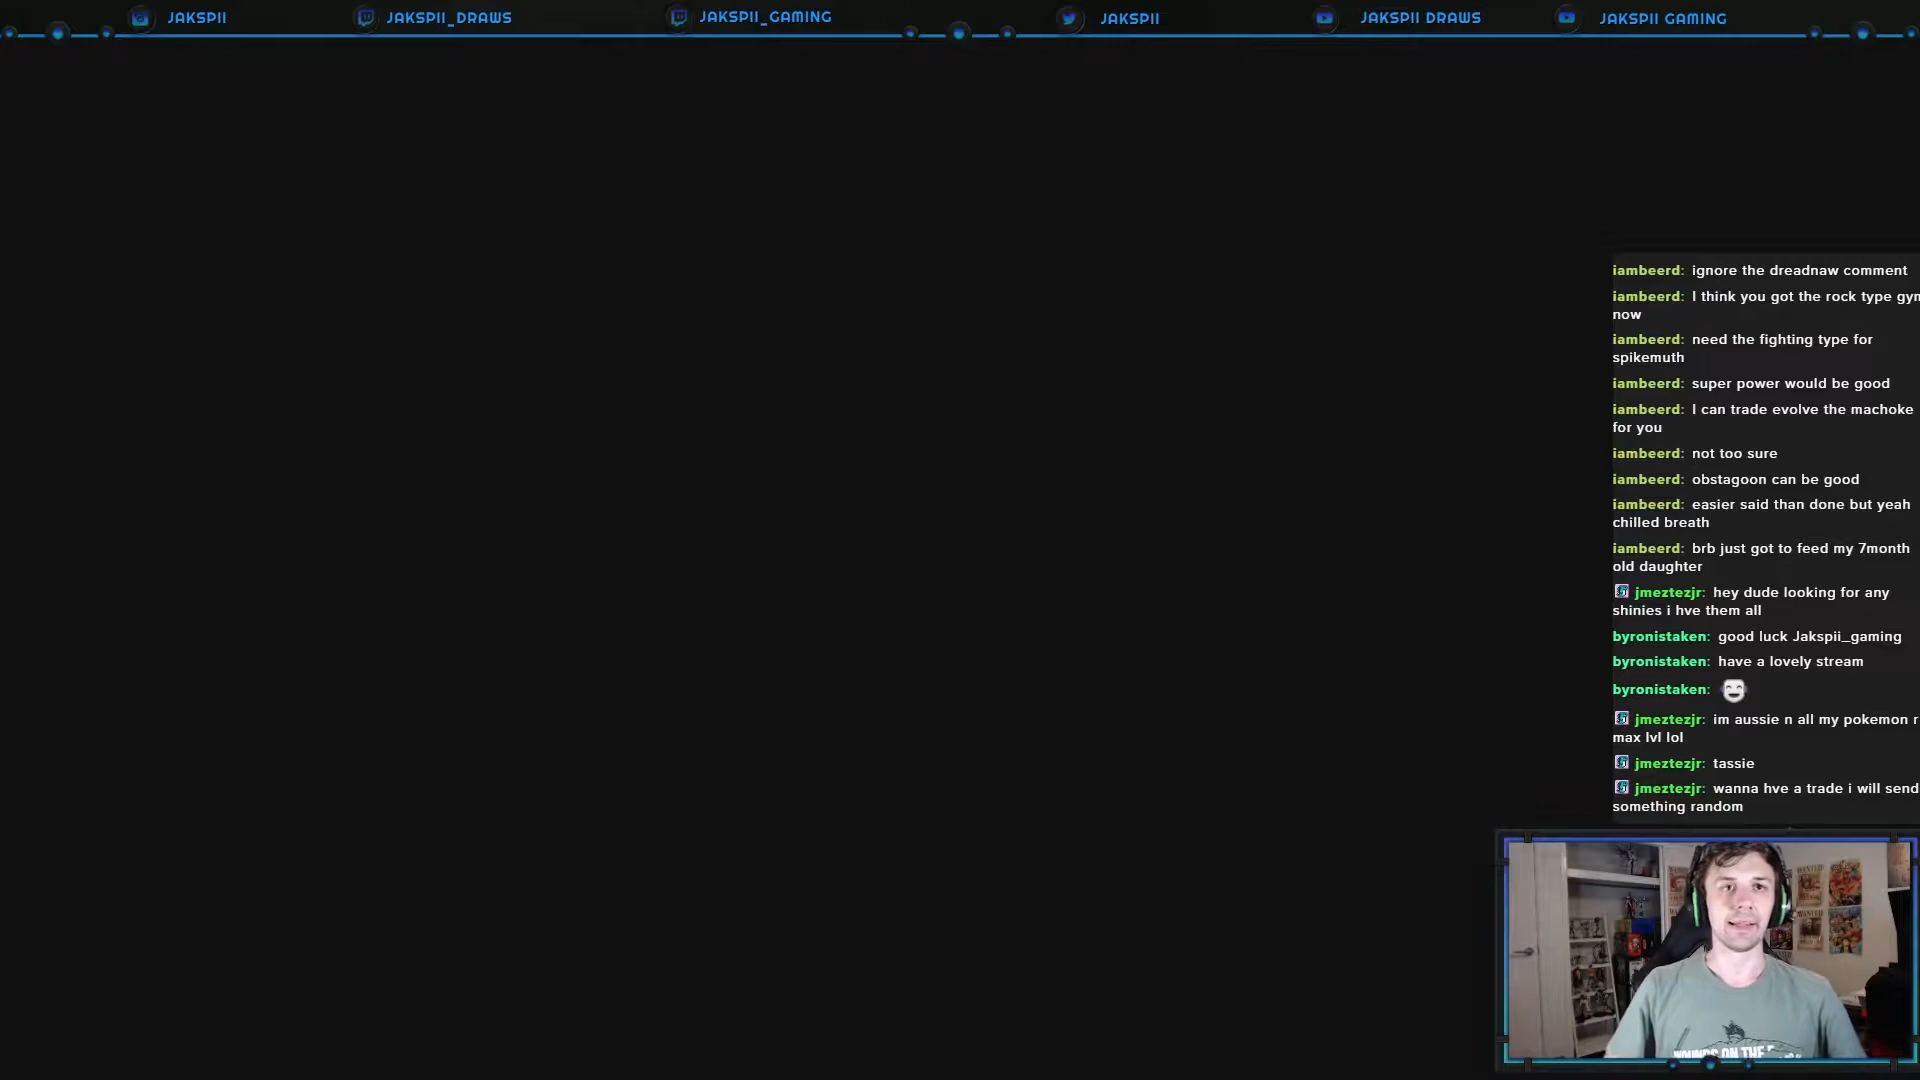 JAKSPII
JAKSPII_DRAWS
JAKSPII_GAMING
JAKSPII
JAKSPII DRAWS
JAKSPII GAMING
iambeerd: ignore the dreadnaw comment
iambeerd: I think you got the rock type gym
now
iambeerd: need the fighting type for
spikemuth
iambeerd: super power would be good
iambeerd: I can trade evolve the machoke
for you
iambeerd: not too sure
iambeerd: obstagoon can be good
iambeerd: easier said than done but yeah
chilled breath
iambeerd: brb just got to feed my 7month
old daughter
jmeztezjr: hey dude looking for any
shinies i hve them all
byronistaken: good luck Jakspii_gaming
byronistaken: have a lovely stream
byronistaken:
jmeztezjr: im aussie n all my pokemon r
max lvl lol
jmeztezjr: tassie
jmeztezjr: wanna hve a trade i will send
something random
WANTED
WANTED
WOUNDS ON THE